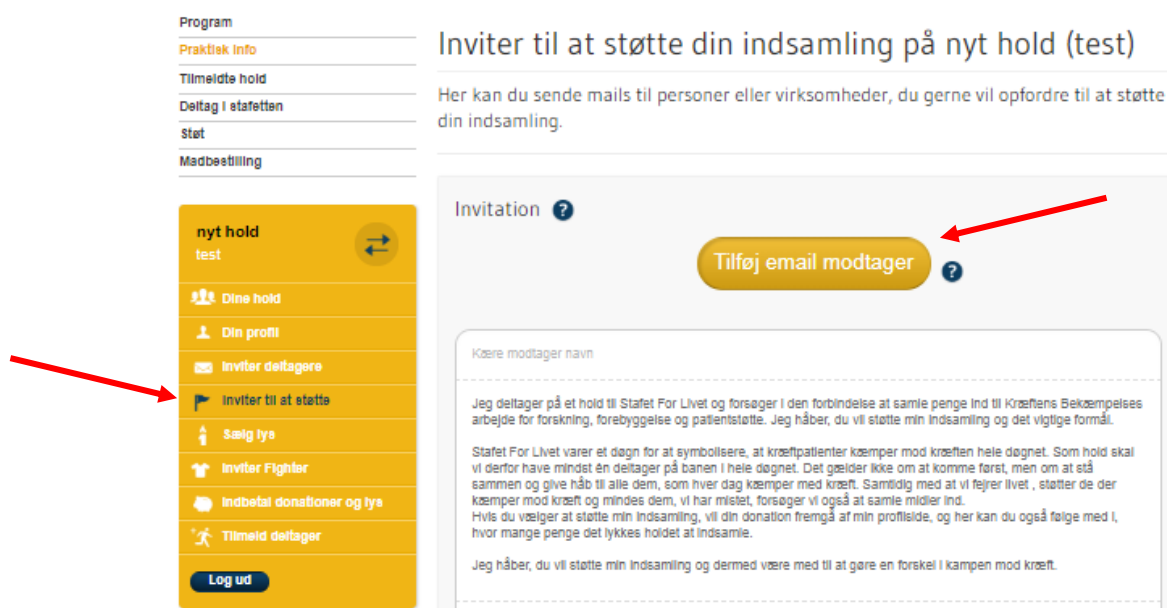 Program
Praktisk Info
Tilmeldte hold
Deltag i stafetten
Støt
Madbestilling
nyt hold
test
Dine hold
Din profil
Inviter deltagere
Inviter til at støtte
Sælg lys
Inviter Fighter
Indbetal donationer og lys
Tilmeld deltager
Log ud
Inviter til at støtte din indsamling på nyt hold (test)
Her kan du sende mails til personer eller virksomheder, du gerne vil opfordre til at støtte
din indsamling.
Invitation ?
Tilføj email modtager ?
Kære modtager navn
Jeg deltager på et hold til Stafet For Livet og forsøger i den forbindelse at samle penge ind til Kræftens Bekæmpelses
arbejde for forskning, forebyggelse og patientstøtte. Jeg håber, du vil støtte min indsamling og det vigtige formål.
Stafet For Livet varer et døgn for at symbolisere, at kræftpatienter kæmper mod kræften hele døgnet. Som hold skal
vi derfor have mindst én deltager på banen i hele døgnet. Det gælder ikke om at komme først, men om at stå
sammen og give håb til alle dem, som hver dag kæmper med kræft. Samtidig med at vi fejrer livet , støtter de der
kæmper mod kræft og mindes dem, vi har mistet, forsøger vi også at samle midler ind.
Hvis du vælger at støtte min indsamling, vil din donation fremgå af min profilside, og her kan du også følge med i,
hvor mange penge det lykkes holdet at indsamle.
Jeg håber, du vil støtte min indsamling og dermed være med til at gøre en forskel i kampen mod kræft.